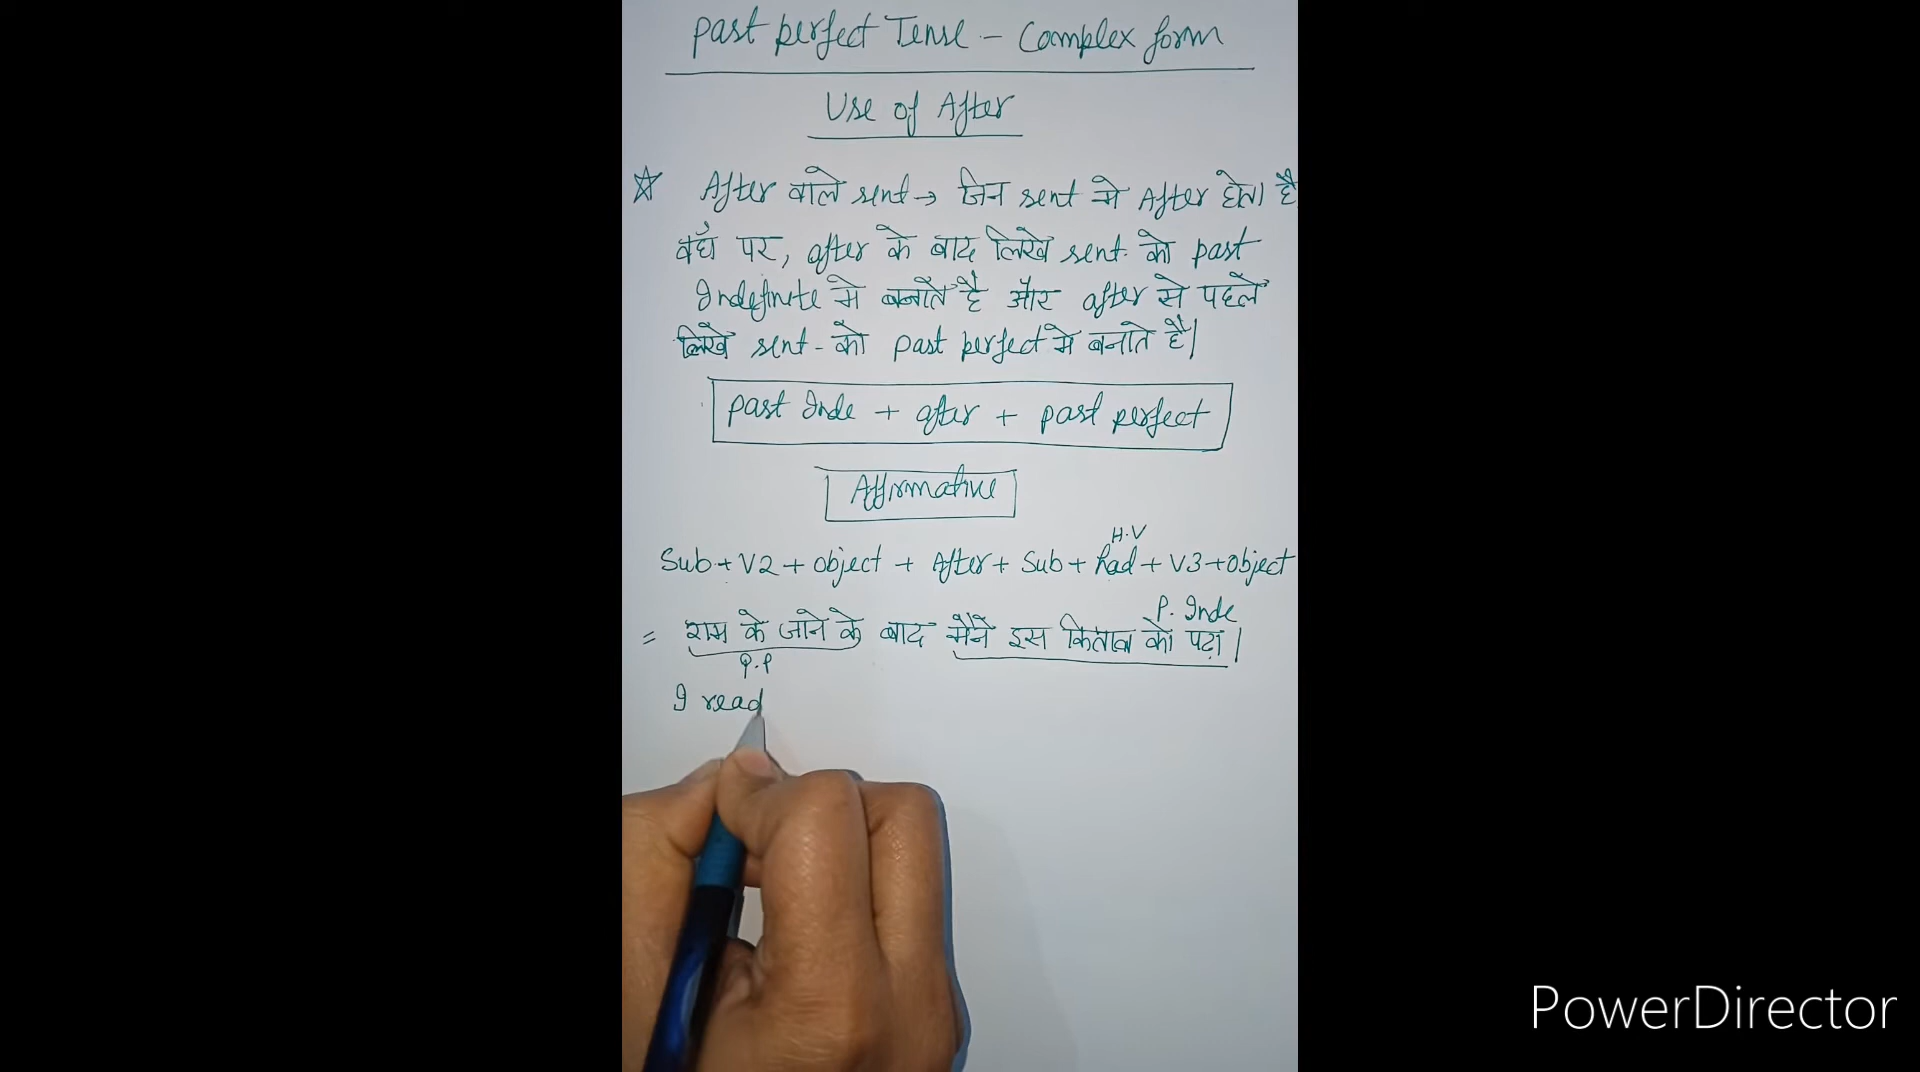 Past perfect Tense - Complex form
Use of After
☆ After वाले sent → जिन sent मे After होता है
वहाँ पर, after के बाद लिखे sent. को past
Indefinite मे बनाते है और after से पहले
लिखे sent - को past perfect मे बनाते है।
past Inde + after + past perfect
Affirmative
H.V
Sub + V2 + object + After + Sub + had + V3 + object
P. Inde
= राम के जाने के बाद मैने इस किताब को पढ़ा।
P.P
I read
PowerDirector